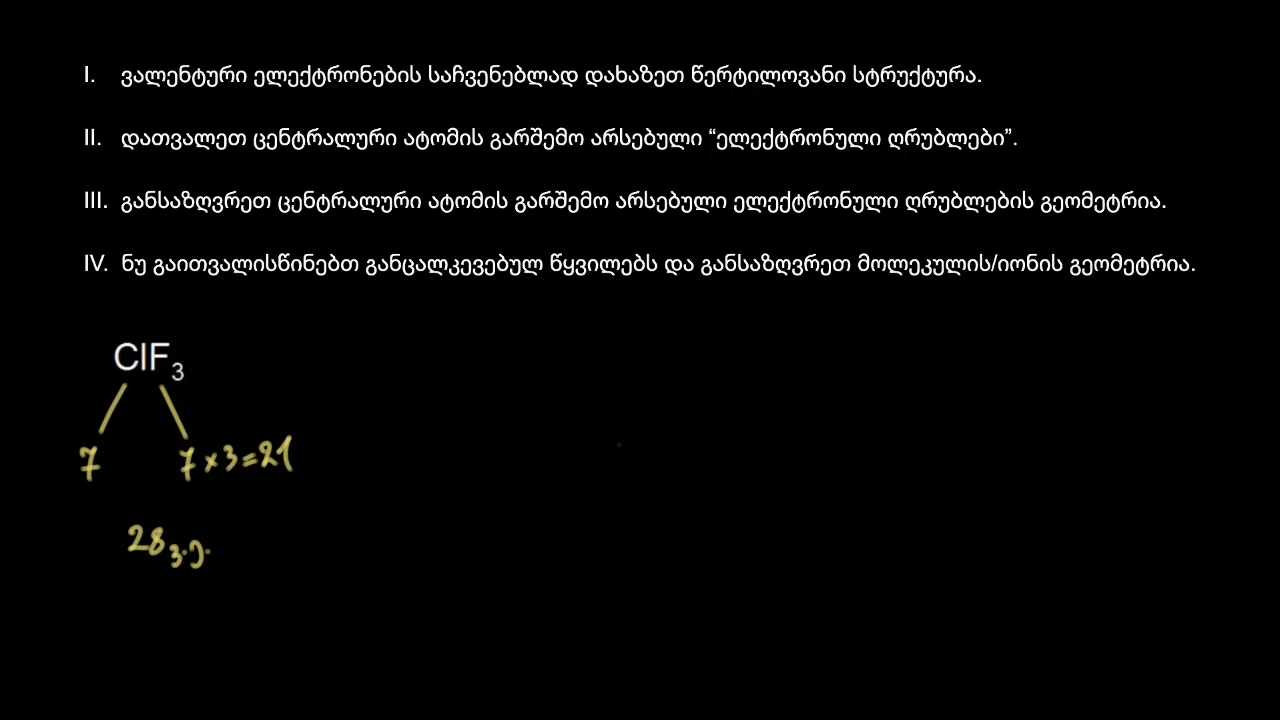 I. ვალენტური ელექტრონების საჩვენებლად დახაზეთ წერტილოვანი სტრუქტურა.
II. დათვალეთ ცენტრალური ატომის გარშემო არსებული “ელექტრონული ღრუბლები”.
III. განსაზღვრეთ ცენტრალური ატომის გარშემო არსებული ელექტრონული ღრუბლების გეომეტრია.
IV. ნუ გაითვალისწინებთ განცალკევებულ წყვილებს და განსაზღვრეთ მოლეკულის/იონის გეომეტრია.
ClF₃
7 7 × 3 = 21
28 ვ.ე.